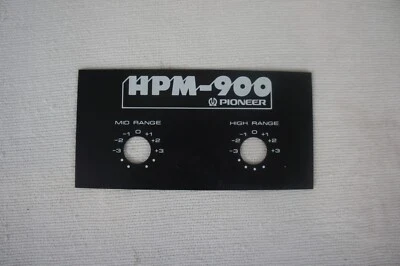 HPM-900
PIONEER
MID RANGE HIGH RANGE
0 0
-1 +1 -1 +1
-2 +2 -2 +2
-3 +3 -3 +3